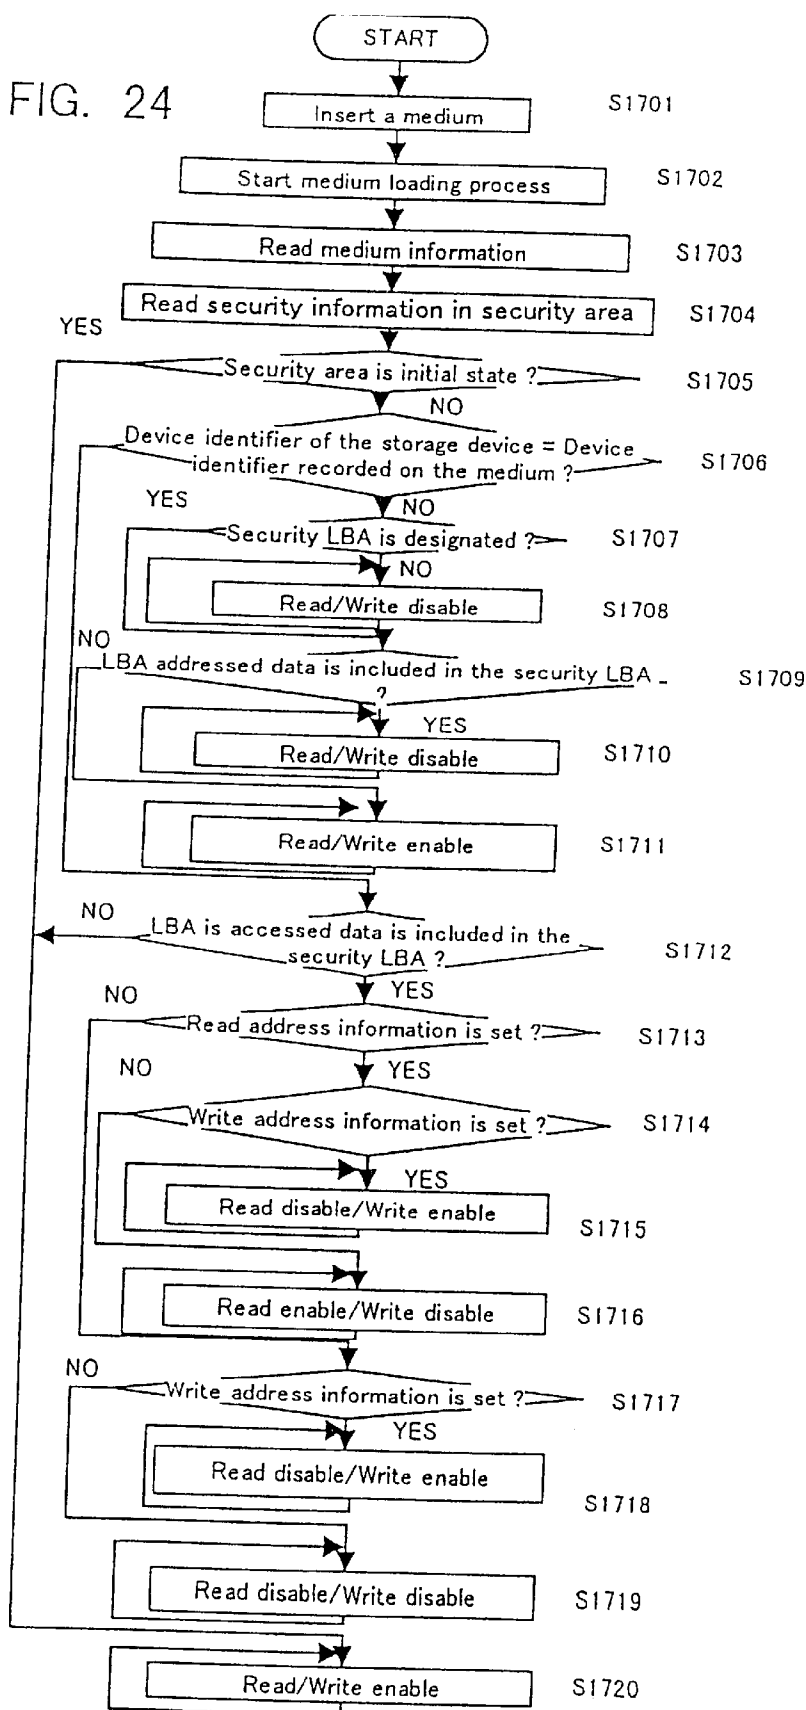 START
FIG. 24
Insert a medium
S1701
Start medium loading process
S1702
Read medium information
S1703
Read security information in security area
S1704
YES
Security area is initial state ?
S1705
NO
Device identifier of the storage device = Device
identifier recorded on the medium ?
S1706
YES
NO
Security LBA is designated ?
S1707
NO
Read/Write disable
S1708
NO
LBA addressed data is included in the security LBA
?
S1709
YES
Read/Write disable
S1710
Read/Write enable
S1711
NO
LBA is accessed data is included in the
security LBA ?
S1712
YES
NO
Read address information is set ?
S1713
NO
YES
Write address information is set ?
S1714
YES
Read disable/Write enable
S1715
Read enable/Write disable
S1716
NO
Write address information is set ?
S1717
YES
Read disable/Write enable
S1718
Read disable/Write disable
S1719
Read/Write enable
S1720